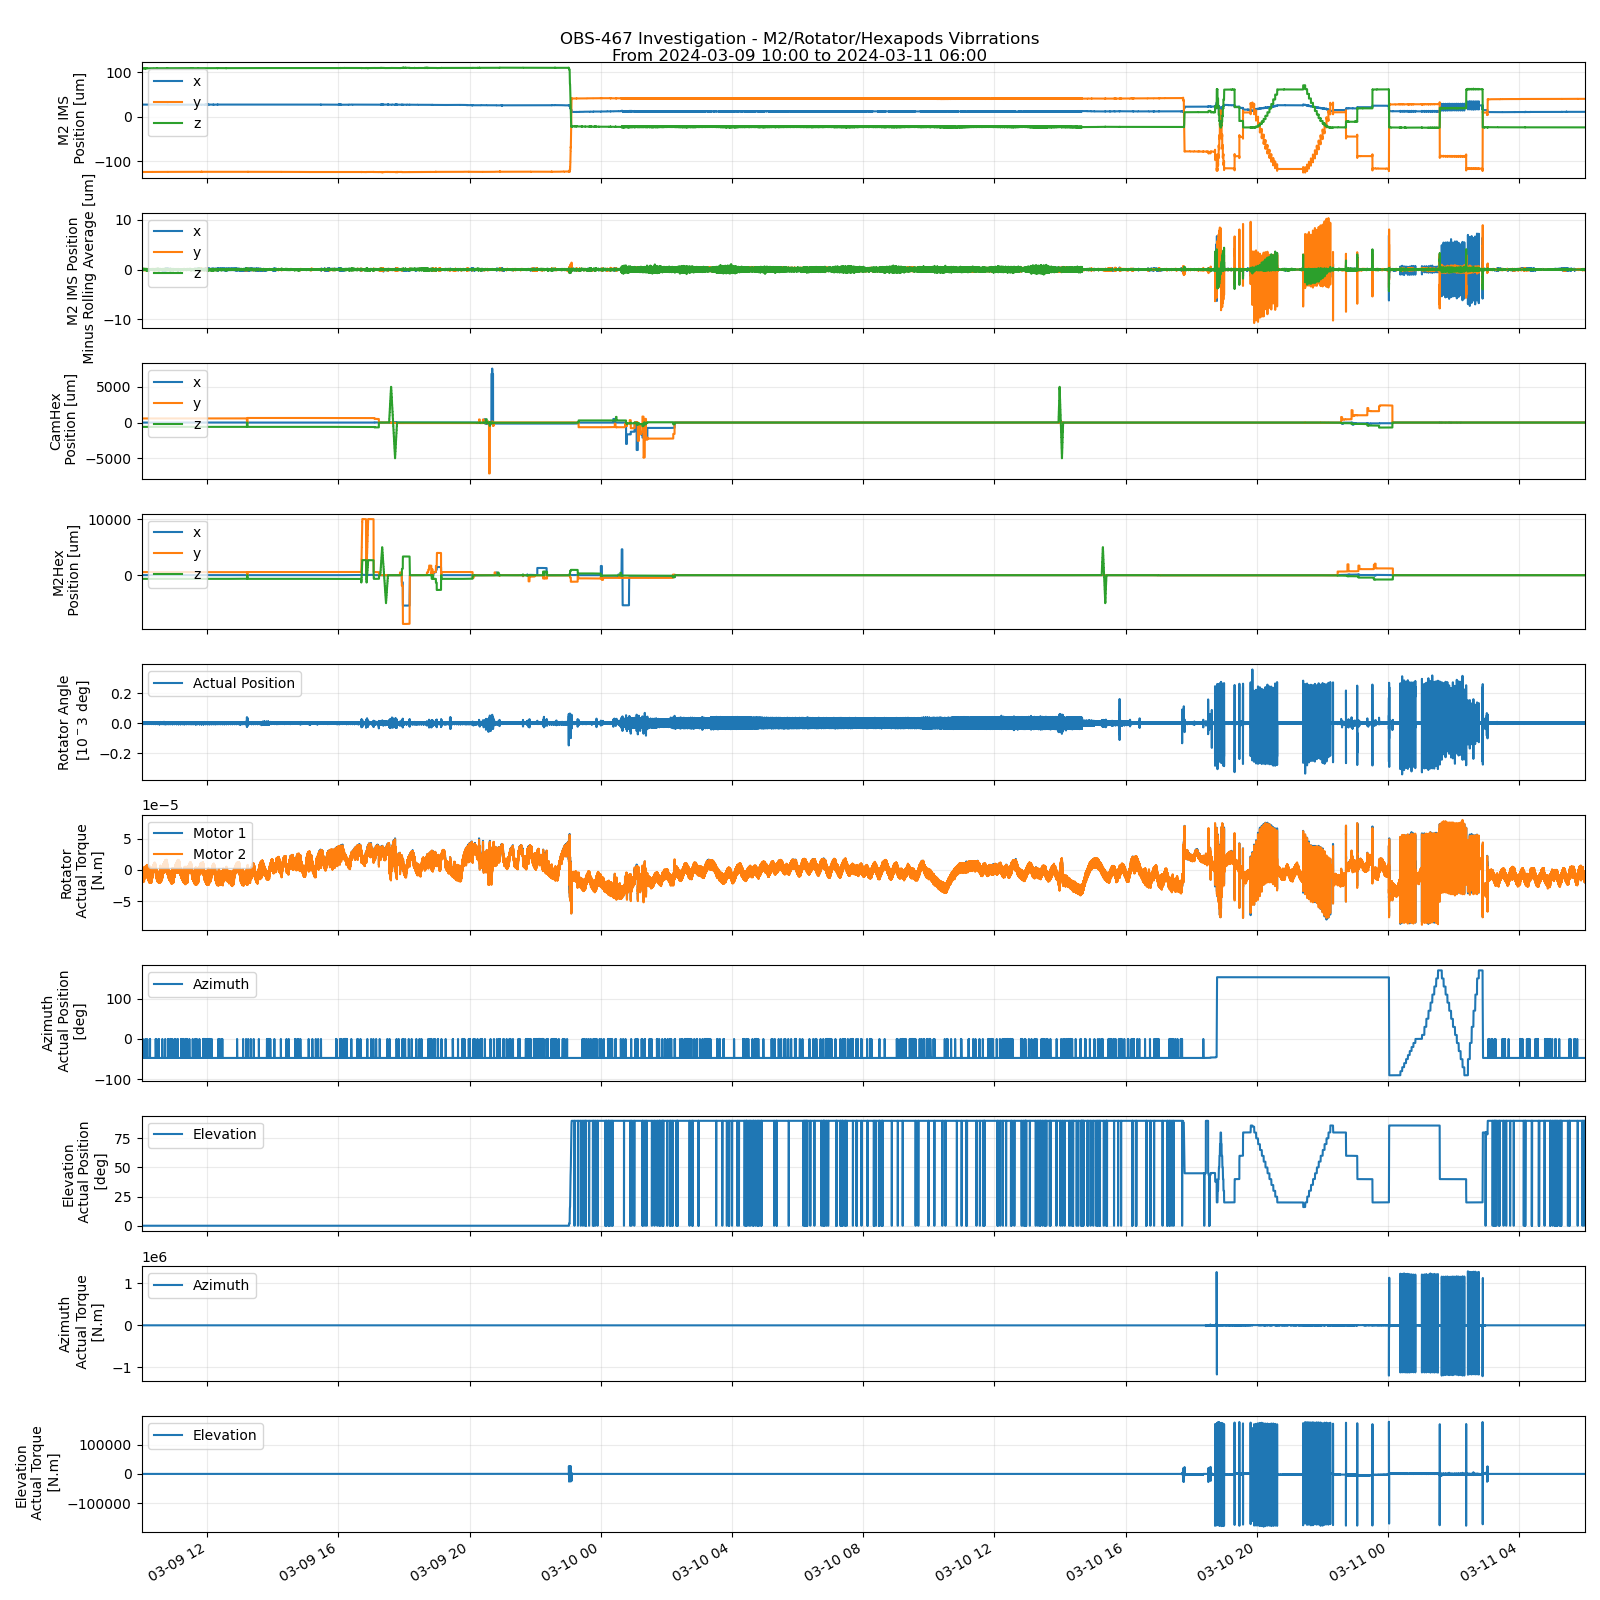 OBS-467 Investigation - M2/Rotator/Hexapods Vibrrations
From 2024-03-09 10:00 to 2024-03-11 06:00
M2 IMS
Position [um]
100
0
−100
x
y
z
M2 IMS Position
Minus Rolling Average [um]
10
0
−10
x
y
z
CamHex
Position [um]
5000
0
−5000
x
y
z
M2Hex
Position [um]
10000
0
x
y
z
Rotator Angle
[10^-3 deg]
0.2
0.0
−0.2
Actual Position
Rotator
Actual Torque
[N.m]
1e−5
5
0
−5
Motor 1
Motor 2
Azimuth
Actual Position
[deg]
100
0
−100
Azimuth
Elevation
Actual Position
[deg]
75
50
25
0
Elevation
Azimuth
Actual Torque
[N.m]
1e6
1
0
−1
Azimuth
Elevation
Actual Torque
[N.m]
100000
0
−100000
Elevation
03-09 12
03-09 16
03-09 20
03-10 00
03-10 04
03-10 08
03-10 12
03-10 16
03-10 20
03-11 00
03-11 04